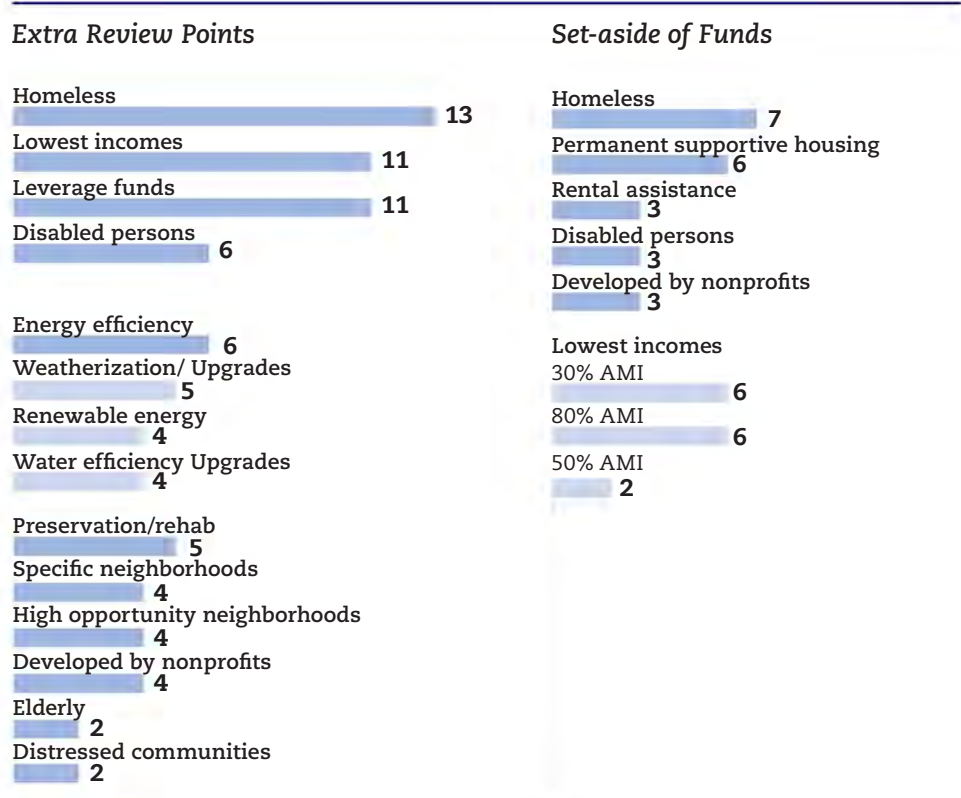 Extra Review Points
Homeless
13
Lowest incomes
11
Leverage funds
11
Disabled persons
6
Energy efficiency
6
Weatherization/ Upgrades
5
Renewable energy
4
Water efficiency Upgrades
4
Preservation/rehab
5
Specific neighborhoods
4
High opportunity neighborhoods
4
Developed by nonprofits
4
Elderly
2
Distressed communities
2
Set-aside of Funds
Homeless
7
Permanent supportive housing
6
Rental assistance
3
Disabled persons
3
Developed by nonprofits
3
Lowest incomes
30% AMI
6
80% AMI
6
50% AMI
2